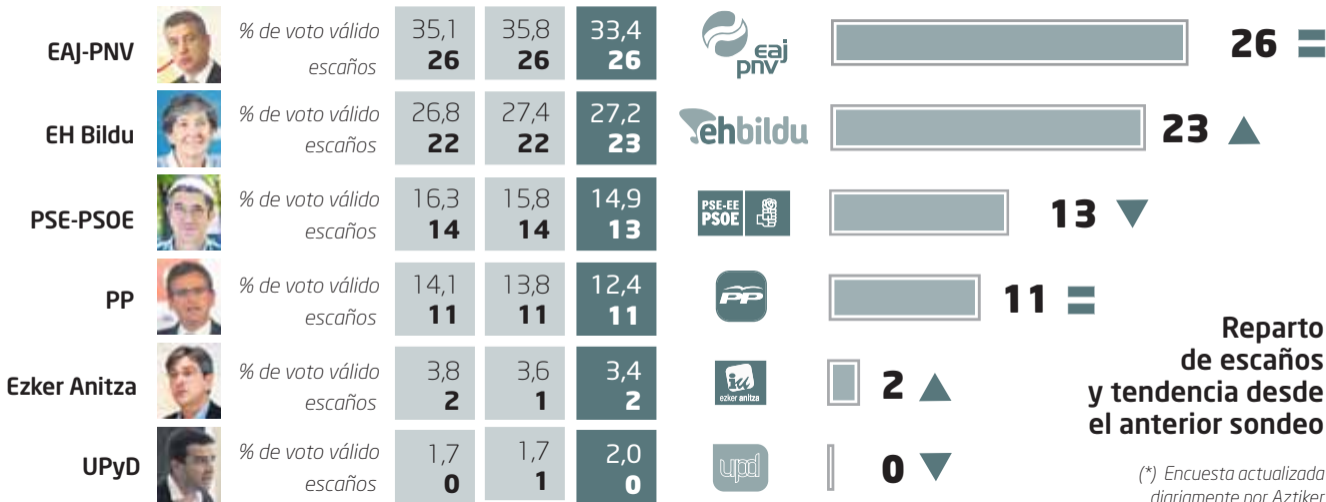 EAJ-PNV
% de voto válido 35,1 35,8 33,4
escaños 26 26 26
eaj
pnv
26 =
EH Bildu
% de voto válido 26,8 27,4 27,2
escaños 22 22 23
ehbildu
23
PSE-PSOE
% de voto válido 16,3 15,8 14,9
escaños 14 14 13
PSE-EE
PSOE
13
PP
% de voto válido 14,1 13,8 12,4
escaños 11 11 11
PP
11 =
Ezker Anitza
% de voto válido 3,8 3,6 3,4
escaños 2 1 2
iu
ezker anitza
2
UPyD
% de voto válido 1,7 1,7 2,0
escaños 0 1 0
upd
0
Reparto
de escaños
y tendencia desde
el anterior sondeo
(*) Encuesta actualizada
diariamente por Aztiker